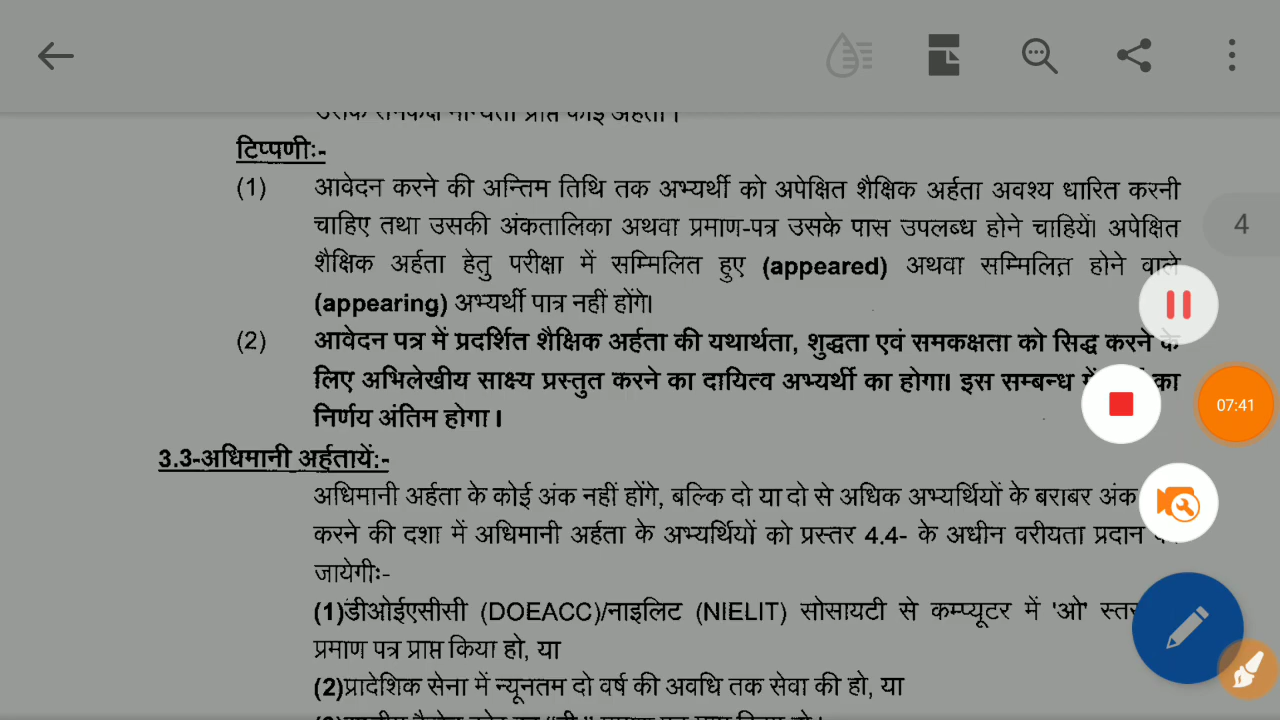 टिप्पणीः-
4
(1) आवेदन करने की अन्तिम तिथि तक अभ्यर्थी को अपेक्षित शैक्षिक अर्हता अवश्य धारित करनी
चाहिए तथा उसकी अंकतालिका अथवा प्रमाण-पत्र उसके पास उपलब्ध होने चाहियें। अपेक्षित
शैक्षिक अर्हता हेतु परीक्षा में सम्मिलित हुए (appeared) अथवा सम्मिलित होने वाले
(appearing) अभ्यर्थी पात्र नहीं होंगे।
(2) आवेदन पत्र में प्रदर्शित शैक्षिक अर्हता की यथार्थता, शुद्धता एवं समकक्षता को सिद्ध करने के
लिए अभिलेखीय साक्ष्य प्रस्तुत करने का दायित्व अभ्यर्थी का होगा। इस सम्बन्ध का
07:41
निर्णय अंतिम होगा।
3.3-अधिमानी अर्हतायें:-
अधिमानी अर्हता के कोई अंक नहीं होंगे, बल्कि दो या दो से अधिक अभ्यर्थियों के बराबर अंक
करने की दशा में अधिमानी अर्हता के अभ्यर्थियों को प्रस्तर 4.4- के अधीन वरीयता प्रदान
जायेगीः-
(1)डीओईएसीसी (DOEACC)/नाइलिट (NIELIT) सोसायटी से कम्प्यूटर में 'ओ'
प्रमाण पत्र प्राप्त किया हो, या
(2)प्रादेशिक सेना में न्यूनतम दो वर्ष की अवधि तक सेवा की हो, या